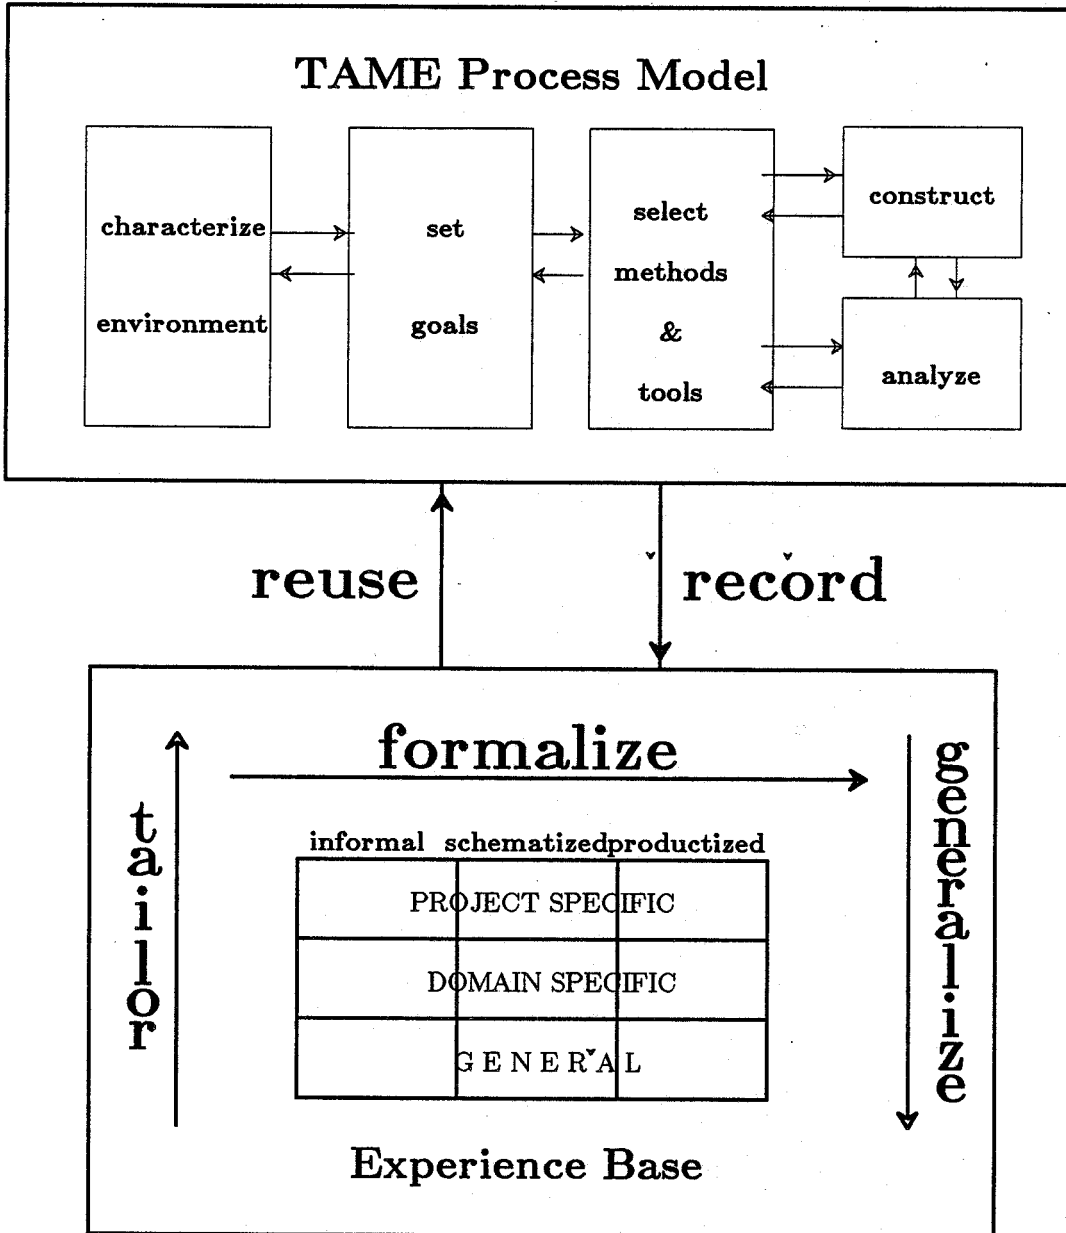 TAME Process Model
characterize
environment
set
goals
select
methods
&
tools
construct
analyze
reuse
record
formalize
tailor
generalize
informal schematized productized
PROJECT SPECIFIC
DOMAIN SPECIFIC
G E N E R A L
Experience Base